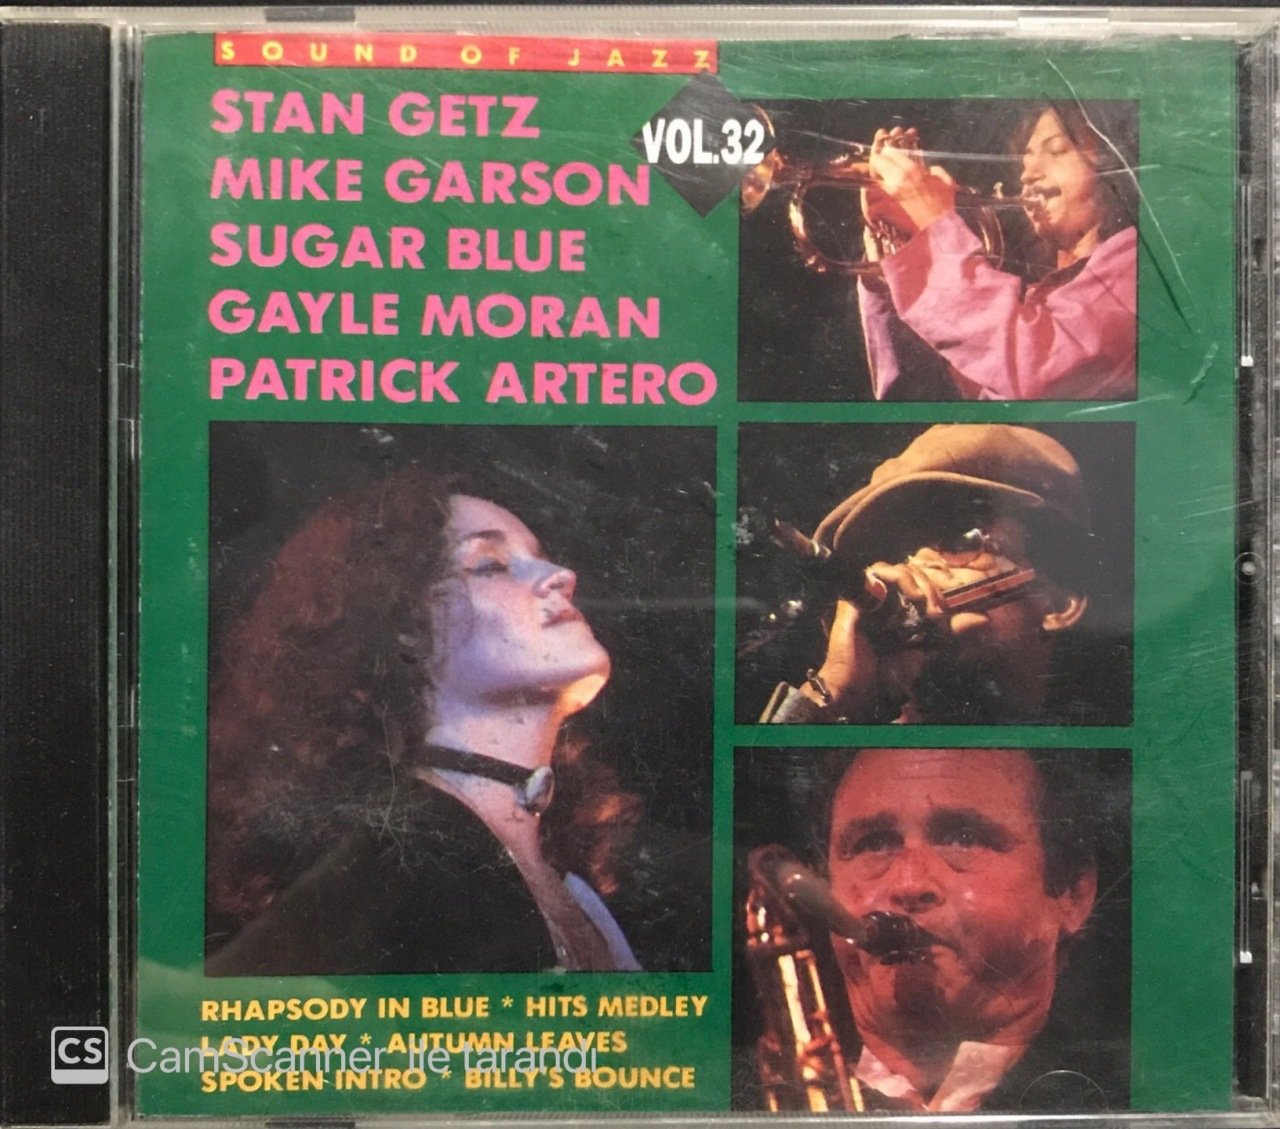 SOUND OF JAZZ
STAN GETZ
MIKE GARSON
SUGAR BLUE
GAYLE MORAN
PATRICK ARTERO
VOL.32
RHAPSODY IN BLUE * HITS MEDLEY
LADY DAY * AUTUMN LEAVES
SPOKEN INTRO * BILLY'S BOUNCE
CS CamScanner ile tarandı